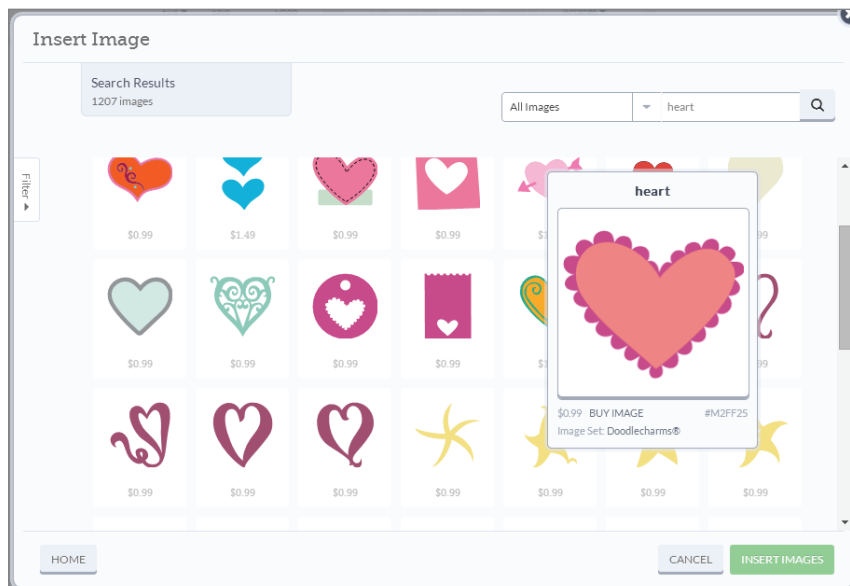 Insert Image
Search Results
1207 images
All Images
heart
Filter
$0.99
$1.49
$0.99
$0.99
heart
$0.99
$0.99
$0.99
$0.99
$0.99 BUY IMAGE #M2FF25
Image Set: Doodlecharms®
$0.99
$0.99
$0.99
$0.99
$0.99
$0.99
$0.99
HOME
CANCEL
INSERT IMAGES